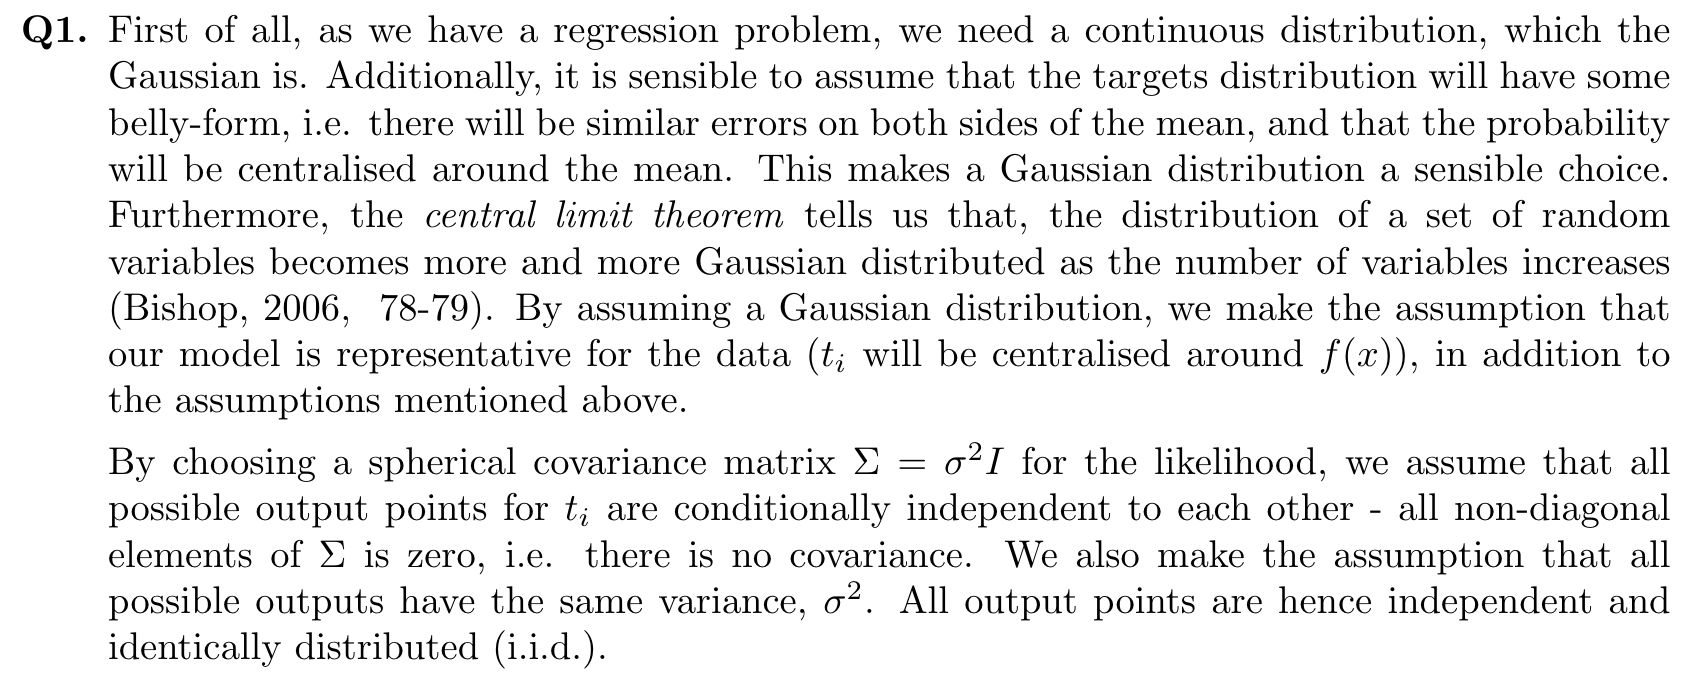 Q1. First of all, as we have a regression problem, we need a continuous distribution, which the
Gaussian is. Additionally, it is sensible to assume that the targets distribution will have some
belly-form, i.e. there will be similar errors on both sides of the mean, and that the probability
will be centralised around the mean. This makes a Gaussian distribution a sensible choice.
Furthermore, the central limit theorem tells us that, the distribution of a set of random
variables becomes more and more Gaussian distributed as the number of variables increases
(Bishop, 2006, 78-79). By assuming a Gaussian distribution, we make the assumption that
our model is representative for the data (tᵢ will be centralised around f(x)), in addition to
the assumptions mentioned above.
By choosing a spherical covariance matrix Σ = σ²I for the likelihood, we assume that all
possible output points for tᵢ are conditionally independent to each other - all non-diagonal
elements of Σ is zero, i.e. there is no covariance. We also make the assumption that all
possible outputs have the same variance, σ². All output points are hence independent and
identically distributed (i.i.d.).